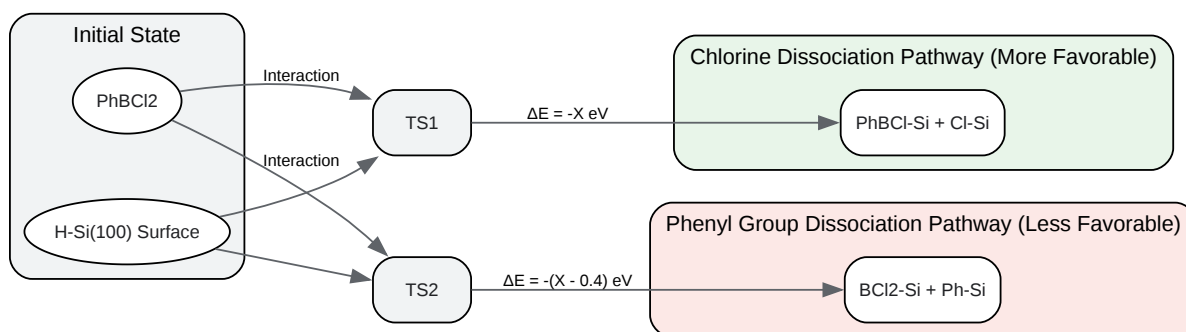 Initial State
PhBCl2
H-Si(100) Surface
Interaction
Interaction
TS1
TS2
ΔE = -X eV
ΔE = -(X - 0.4) eV
Chlorine Dissociation Pathway (More Favorable)
PhBCl-Si + Cl-Si
Phenyl Group Dissociation Pathway (Less Favorable)
BCl2-Si + Ph-Si